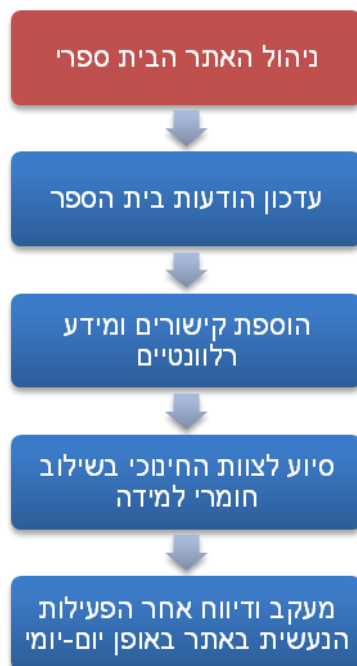 ניהול האתר הבית ספרי
עדכון הודעות בית הספר
הוספת קישורים ומידע
רלוונטיים
סיוע לצוות החינוכי בשילוב
חומרי למידה
מעקב ודיווח אחר הפעילות
הנעשית באתר באופן יום-יומי